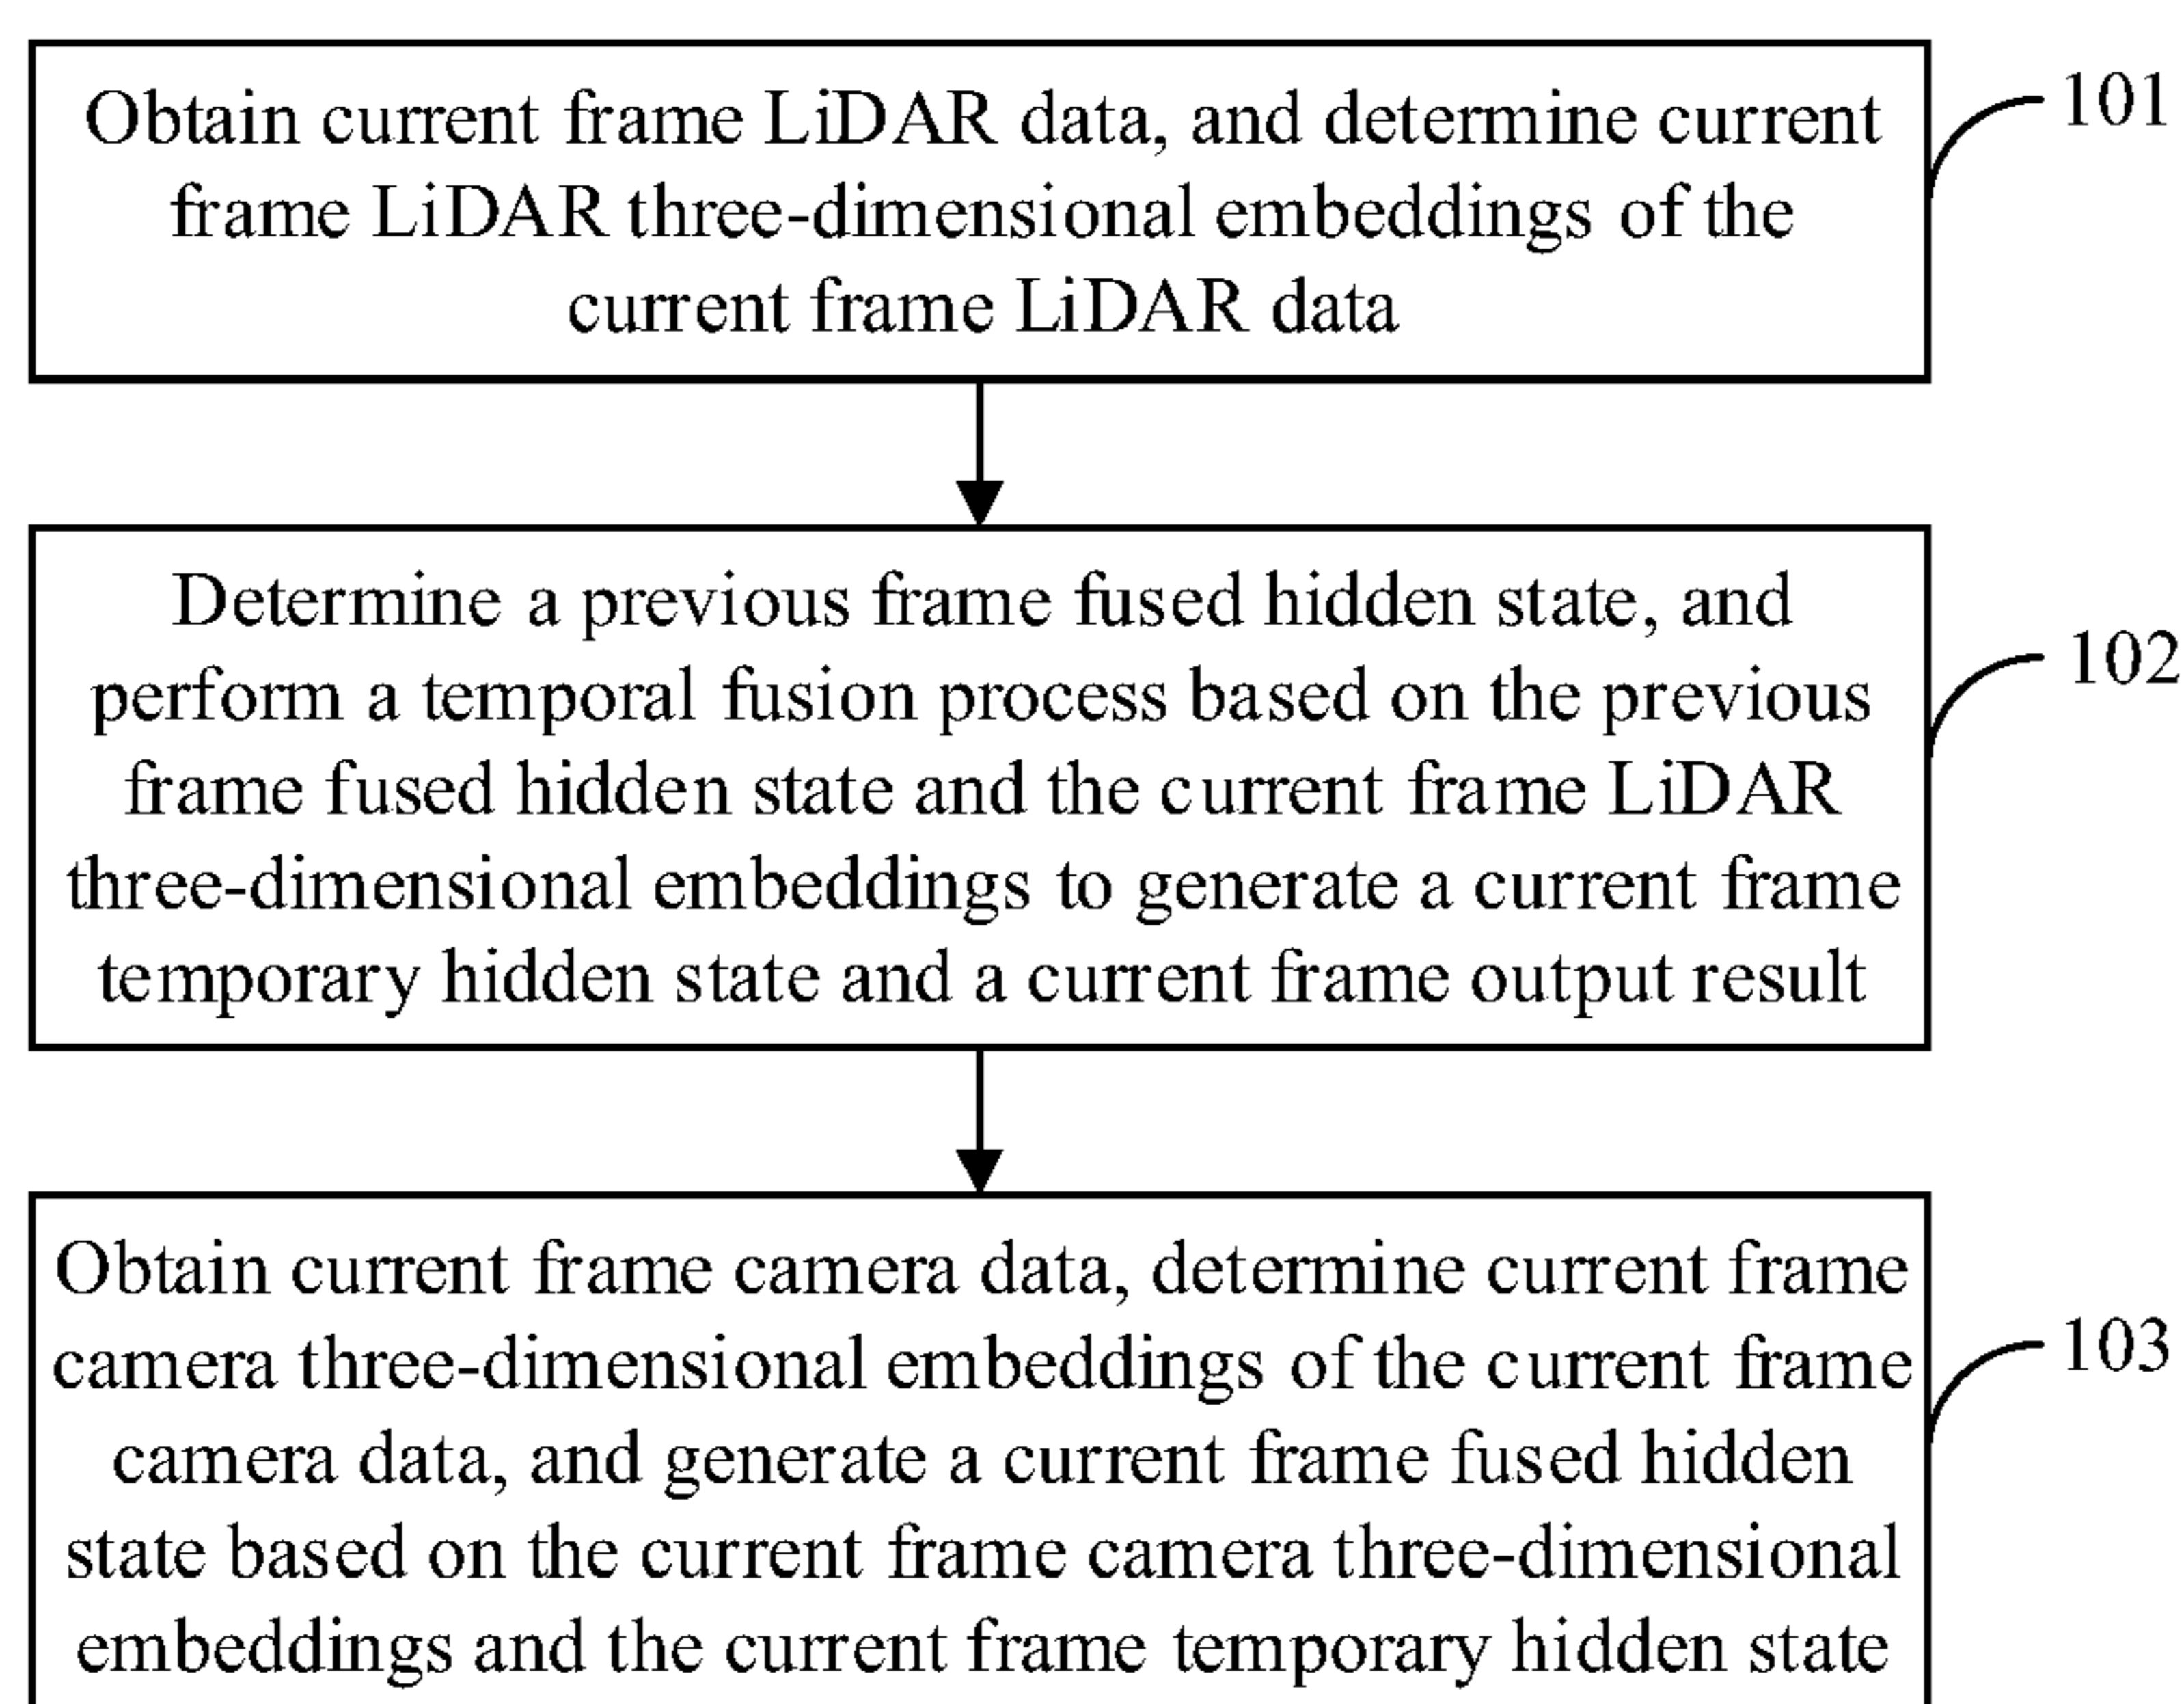 Obtain current frame LiDAR data, and determine current
frame LiDAR three-dimensional embeddings of the
current frame LiDAR data
101
Determine a previous frame fused hidden state, and
perform a temporal fusion process based on the previous
frame fused hidden state and the current frame LiDAR
three-dimensional embeddings to generate a current frame
temporary hidden state and a current frame output result
102
Obtain current frame camera data, determine current frame
camera three-dimensional embeddings of the current frame
camera data, and generate a current frame fused hidden
state based on the current frame camera three-dimensional
embeddings and the current frame temporary hidden state
103